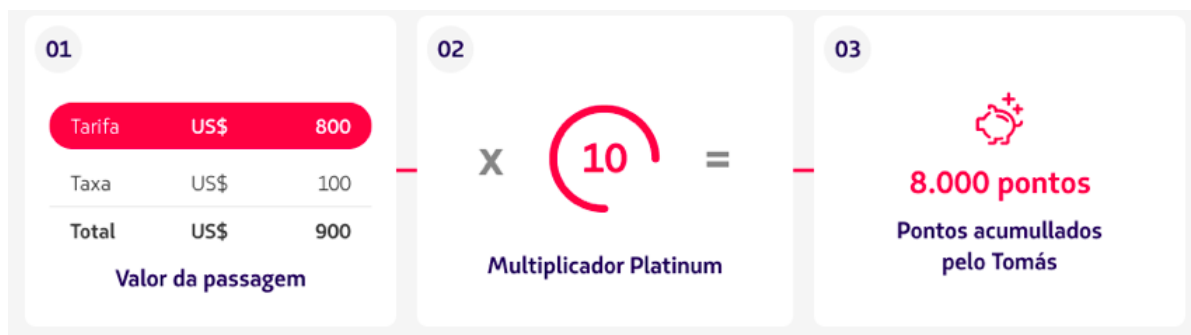 01
Tarifa US$ 800
Taxa US$ 100
Total US$ 900
Valor da passagem
02
x 10 =
Multiplicador Platinum
03
8.000 pontos
Pontos acumullados
pelo Tomás